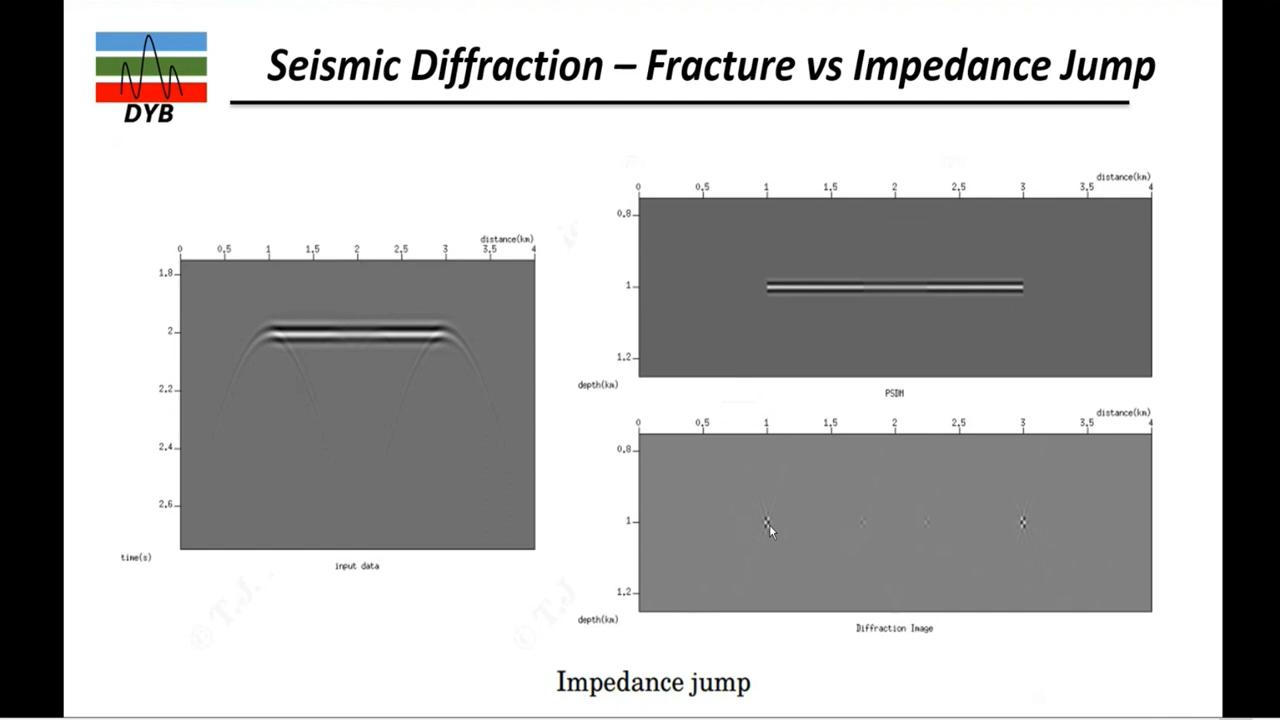 Seismic Diffraction – Fracture vs Impedance Jump
DYB
distance(km)
0 0.5 1 1.5 2 2.5 3 3.5 4
1.8
2
2.2
2.4
2.6
time(s)
input data
distance(km)
0 0.5 1 1.5 2 2.5 3 3.5 4
0.8
1
1.2
depth(km)
PSDM
distance(km)
0 0.5 1 1.5 2 2.5 3 3.5 4
0.8
1
1.2
depth(km)
Diffraction Image
© T.J.
© T.J
Impedance jump